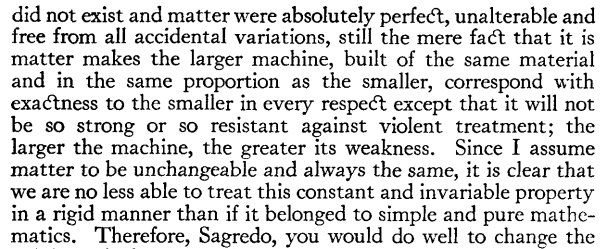 did not exist and matter were absolutely perfect, unalterable and
free from all accidental variations, still the mere fact that it is
matter makes the larger machine, built of the same material
and in the same proportion as the smaller, correspond with
exactness to the smaller in every respect except that it will not
be so strong or so resistant against violent treatment; the
larger the machine, the greater its weakness. Since I assume
matter to be unchangeable and always the same, it is clear that
we are no less able to treat this constant and invariable property
in a rigid manner than if it belonged to simple and pure mathe-
matics. Therefore, Sagredo, you would do well to change the